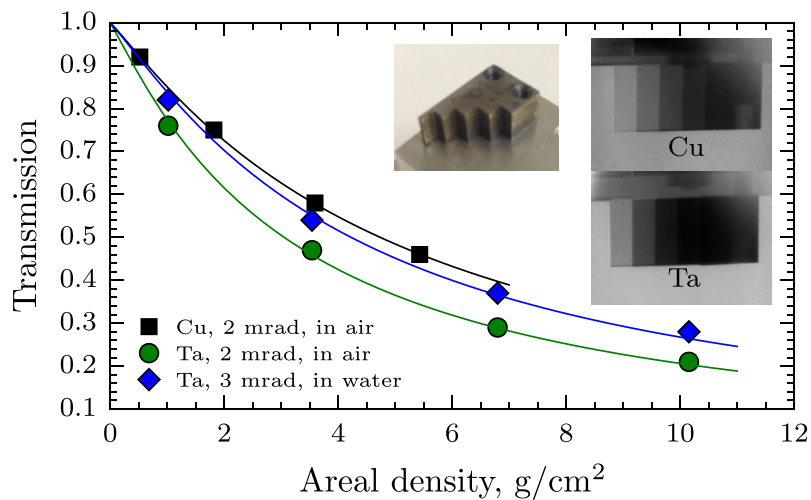 1.0
0.9
0.8
0.7
0.6
0.5
0.4
0.3
0.2
0.1
Transmission
Cu
Ta
Cu, 2 mrad, in air
Ta, 2 mrad, in air
Ta, 3 mrad, in water
0 2 4 6 8 10 12
Areal density, g/cm²